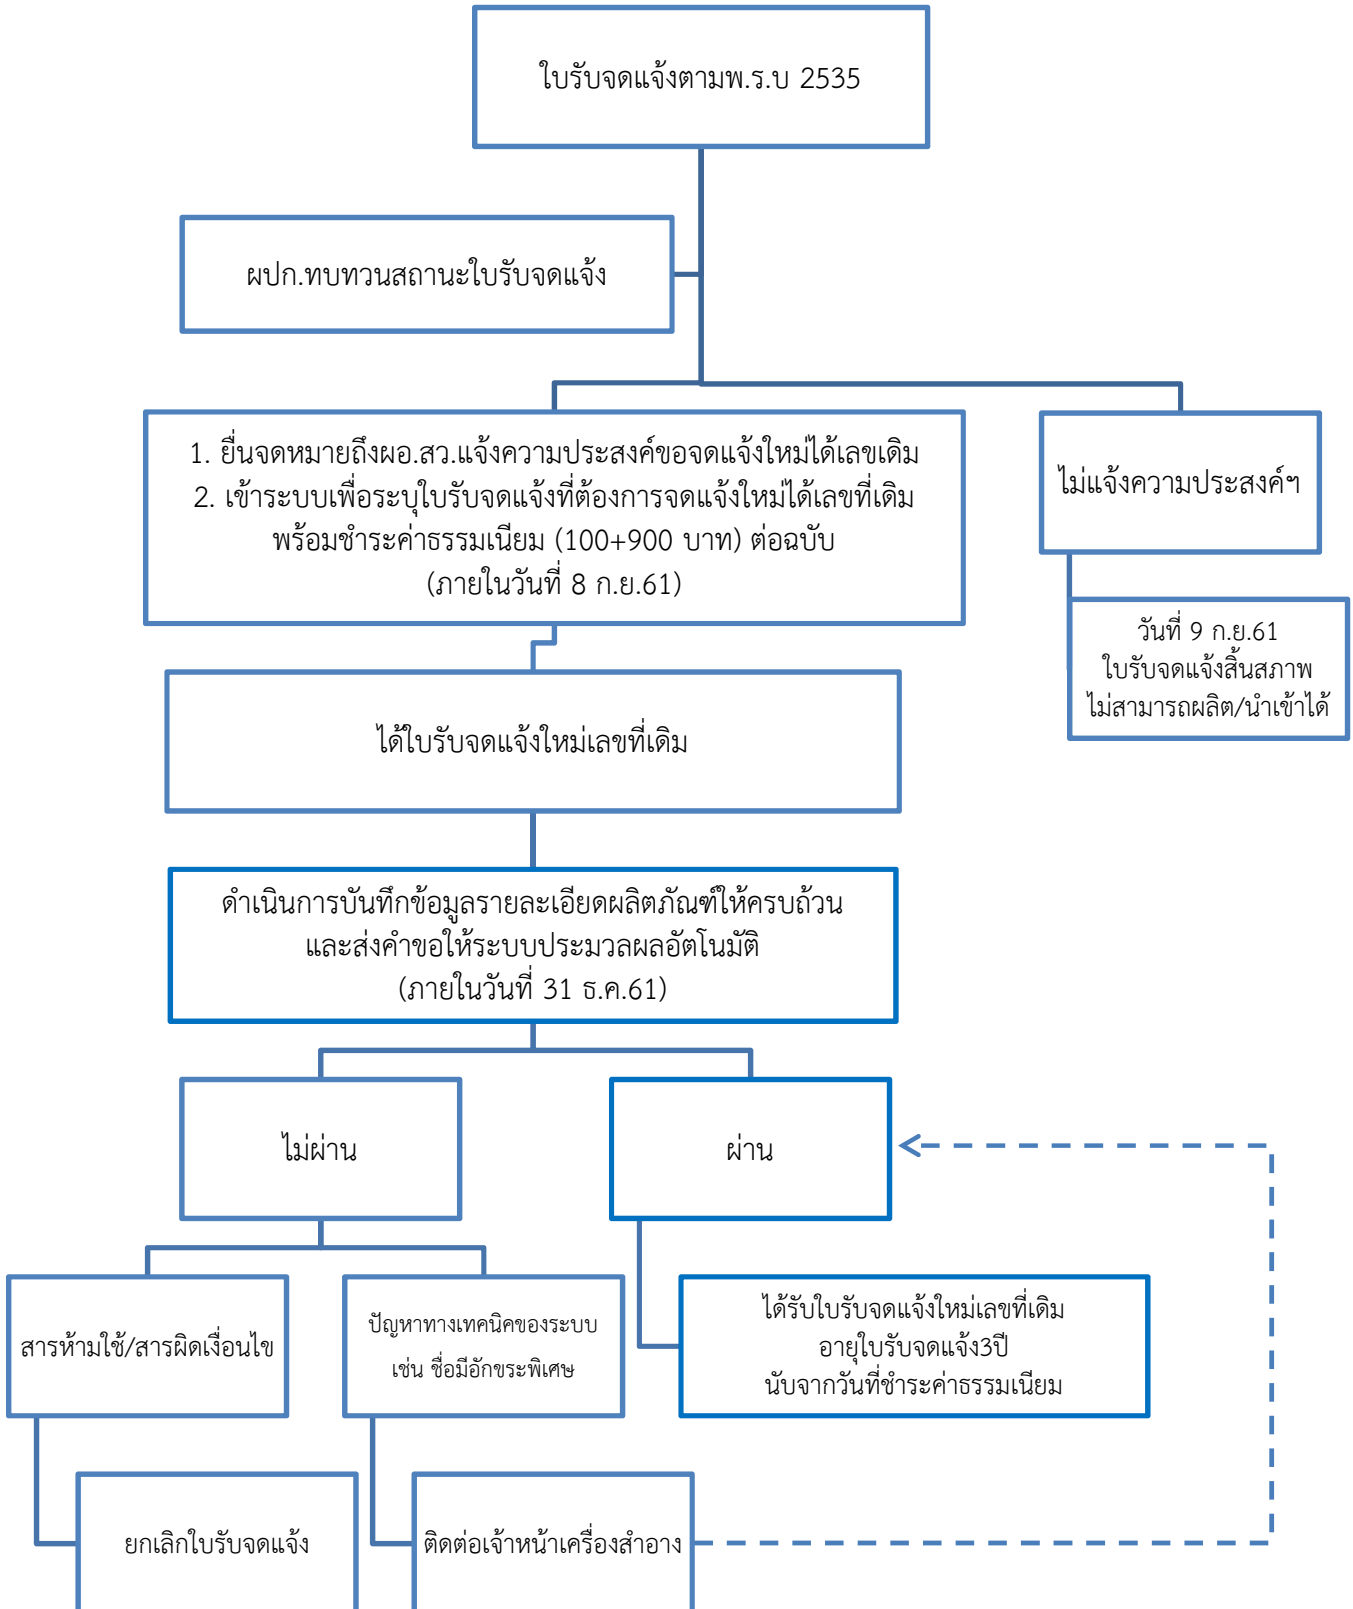 ใบรับจดแจ้งตามพ.ร.บ 2535
ผปก.ทบทวนสถานะใบรับจดแจ้ง
1. ยื่นจดหมายถึงผอ.สว.แจ้งความประสงค์ขอจดแจ้งใหม่ได้เลขเดิม
2. เข้าระบบเพื่อระบุใบรับจดแจ้งที่ต้องการจดแจ้งใหม่ได้เลขที่เดิม
พร้อมชำระค่าธรรมเนียม (100+900 บาท) ต่อฉบับ
(ภายในวันที่ 8 ก.ย.61)
ไม่แจ้งความประสงค์ฯ
วันที่ 9 ก.ย.61
ใบรับจดแจ้งสิ้นสภาพ
ไม่สามารถผลิต/นำเข้าได้
ได้ใบรับจดแจ้งใหม่เลขที่เดิม
ดำเนินการบันทึกข้อมูลรายละเอียดผลิตภัณฑ์ให้ครบถ้วน
และส่งคำขอให้ระบบประมวลผลอัตโนมัติ
(ภายในวันที่ 31 ธ.ค.61)
ไม่ผ่าน
ผ่าน
สารห้ามใช้/สารผิดเงื่อนไข
ปัญหาทางเทคนิคของระบบ
เช่น ชื่อมีอักขระพิเศษ
ได้รับใบรับจดแจ้งใหม่เลขที่เดิม
อายุใบรับจดแจ้ง3ปี
นับจากวันที่ชำระค่าธรรมเนียม
ยกเลิกใบรับจดแจ้ง
ติดต่อเจ้าหน้าเครื่องสำอาง